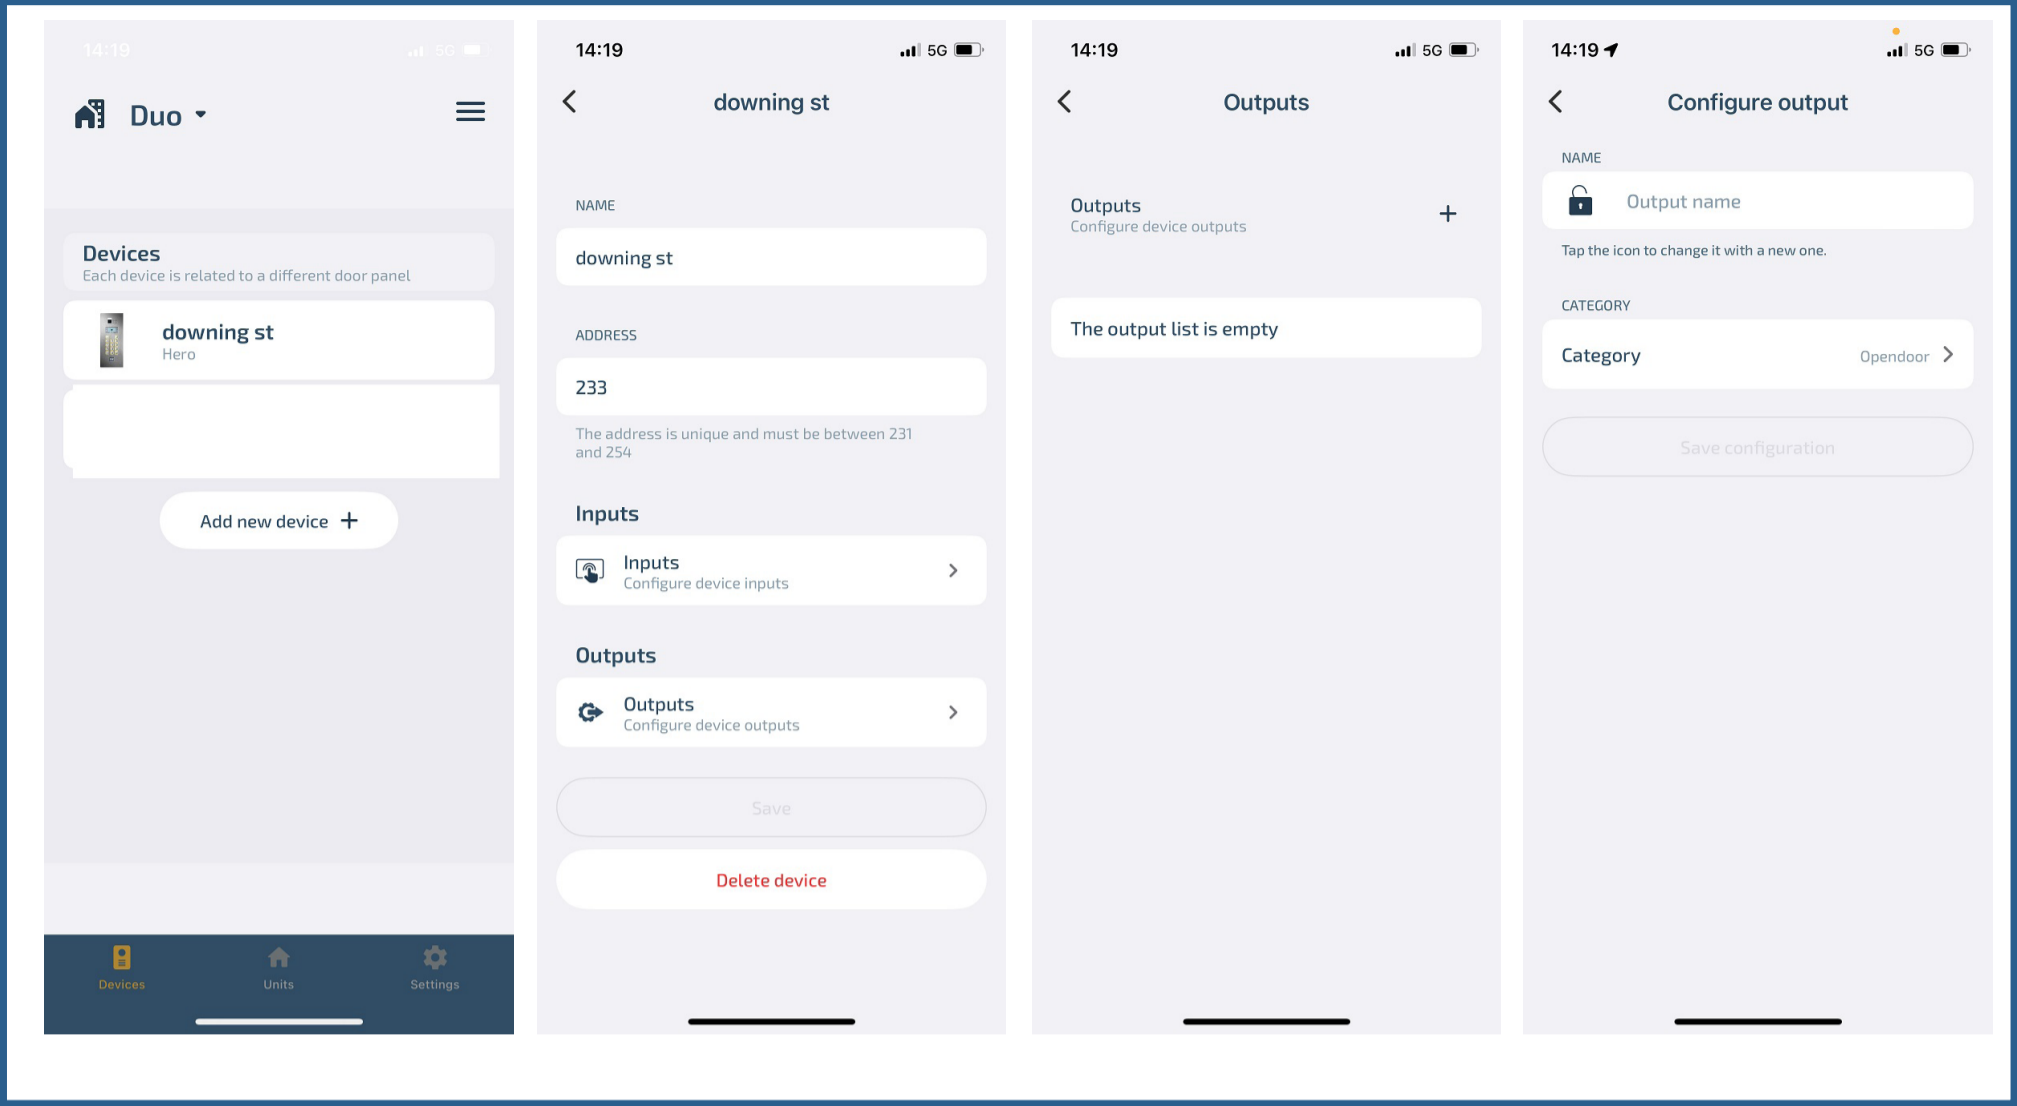 14:19
5G
Duo
Devices
Each device is related to a different door panel
downing st
Hero
Add new device +
Devices
Units
Settings
14:19
5G
downing st
NAME
downing st
ADDRESS
233
The address is unique and must be between 231
and 254
Inputs
Inputs
Configure device inputs
Outputs
Outputs
Configure device outputs
Save
Delete device
14:19
5G
Outputs
Outputs
Configure device outputs
+
The output list is empty
14:19
5G
Configure output
NAME
Output name
Tap the icon to change it with a new one.
CATEGORY
Category
Opendoor
Save configuration